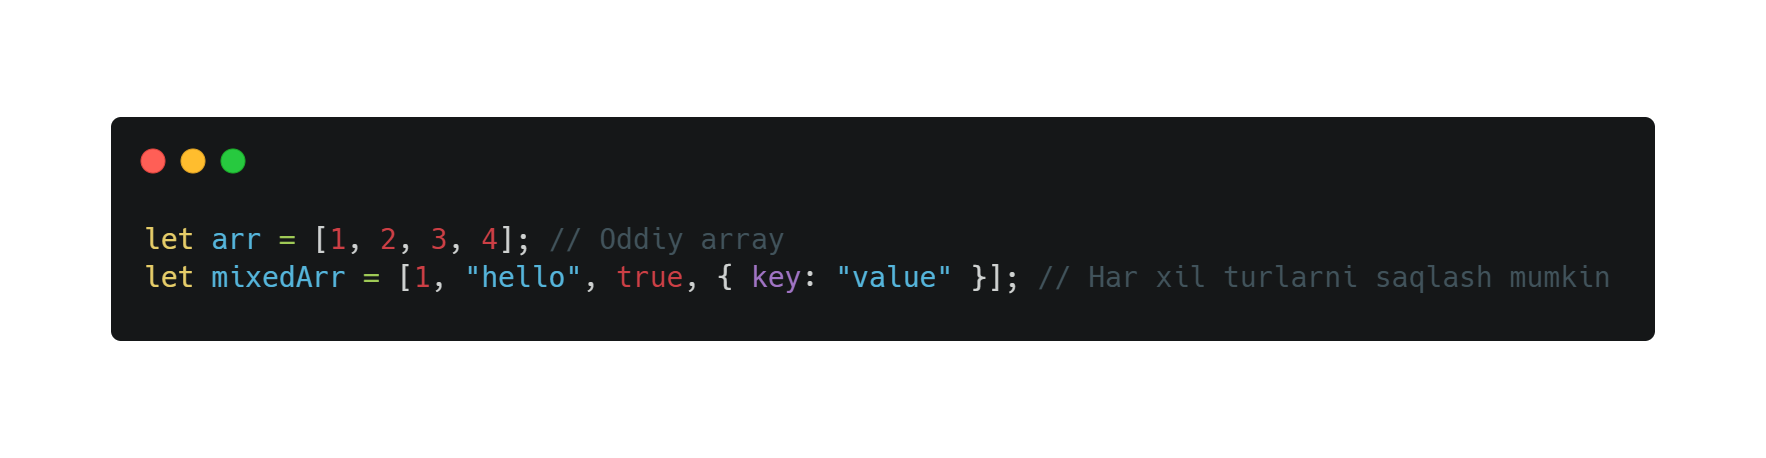 let arr = [1, 2, 3, 4]; // Oddiy array
let mixedArr = [1, "hello", true, { key: "value" }]; // Har xil turlarni saqlash mumkin